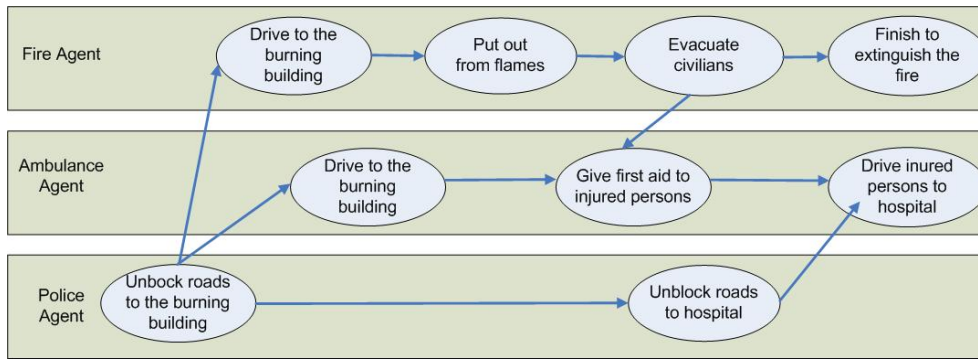 Fire Agent
Drive to the
burning
building
Put out
from flames
Evacuate
civilians
Finish to
extinguish the
fire
Ambulance
Agent
Drive to the
burning
building
Give first aid to
injured persons
Drive inured
persons to
hospital
Police
Agent
Unbock roads
to the burning
building
Unblock roads
to hospital